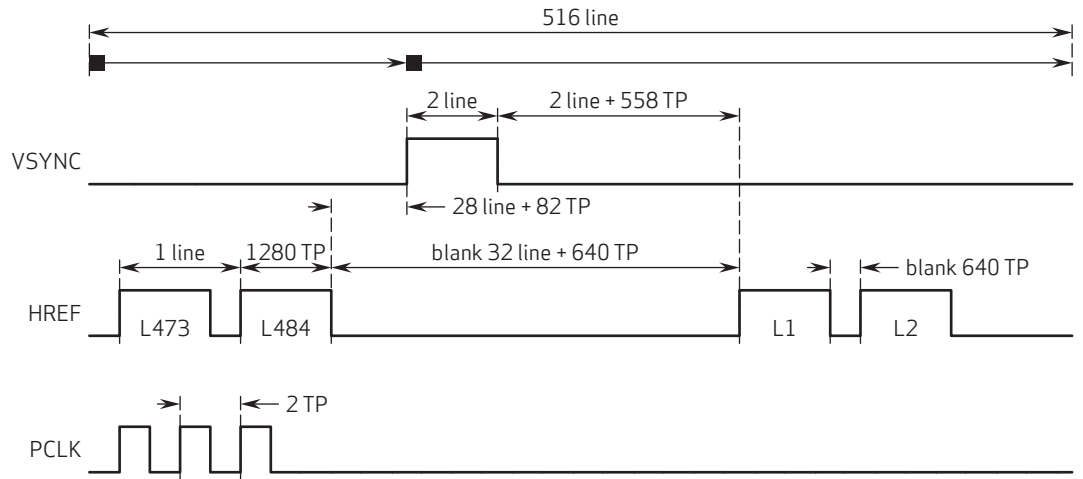 516 line
2 line
2 line + 558 TP
VSYNC
28 line + 82 TP
1 line
1280 TP
blank 32 line + 640 TP
blank 640 TP
HREF
L473
L484
L1
L2
2 TP
PCLK